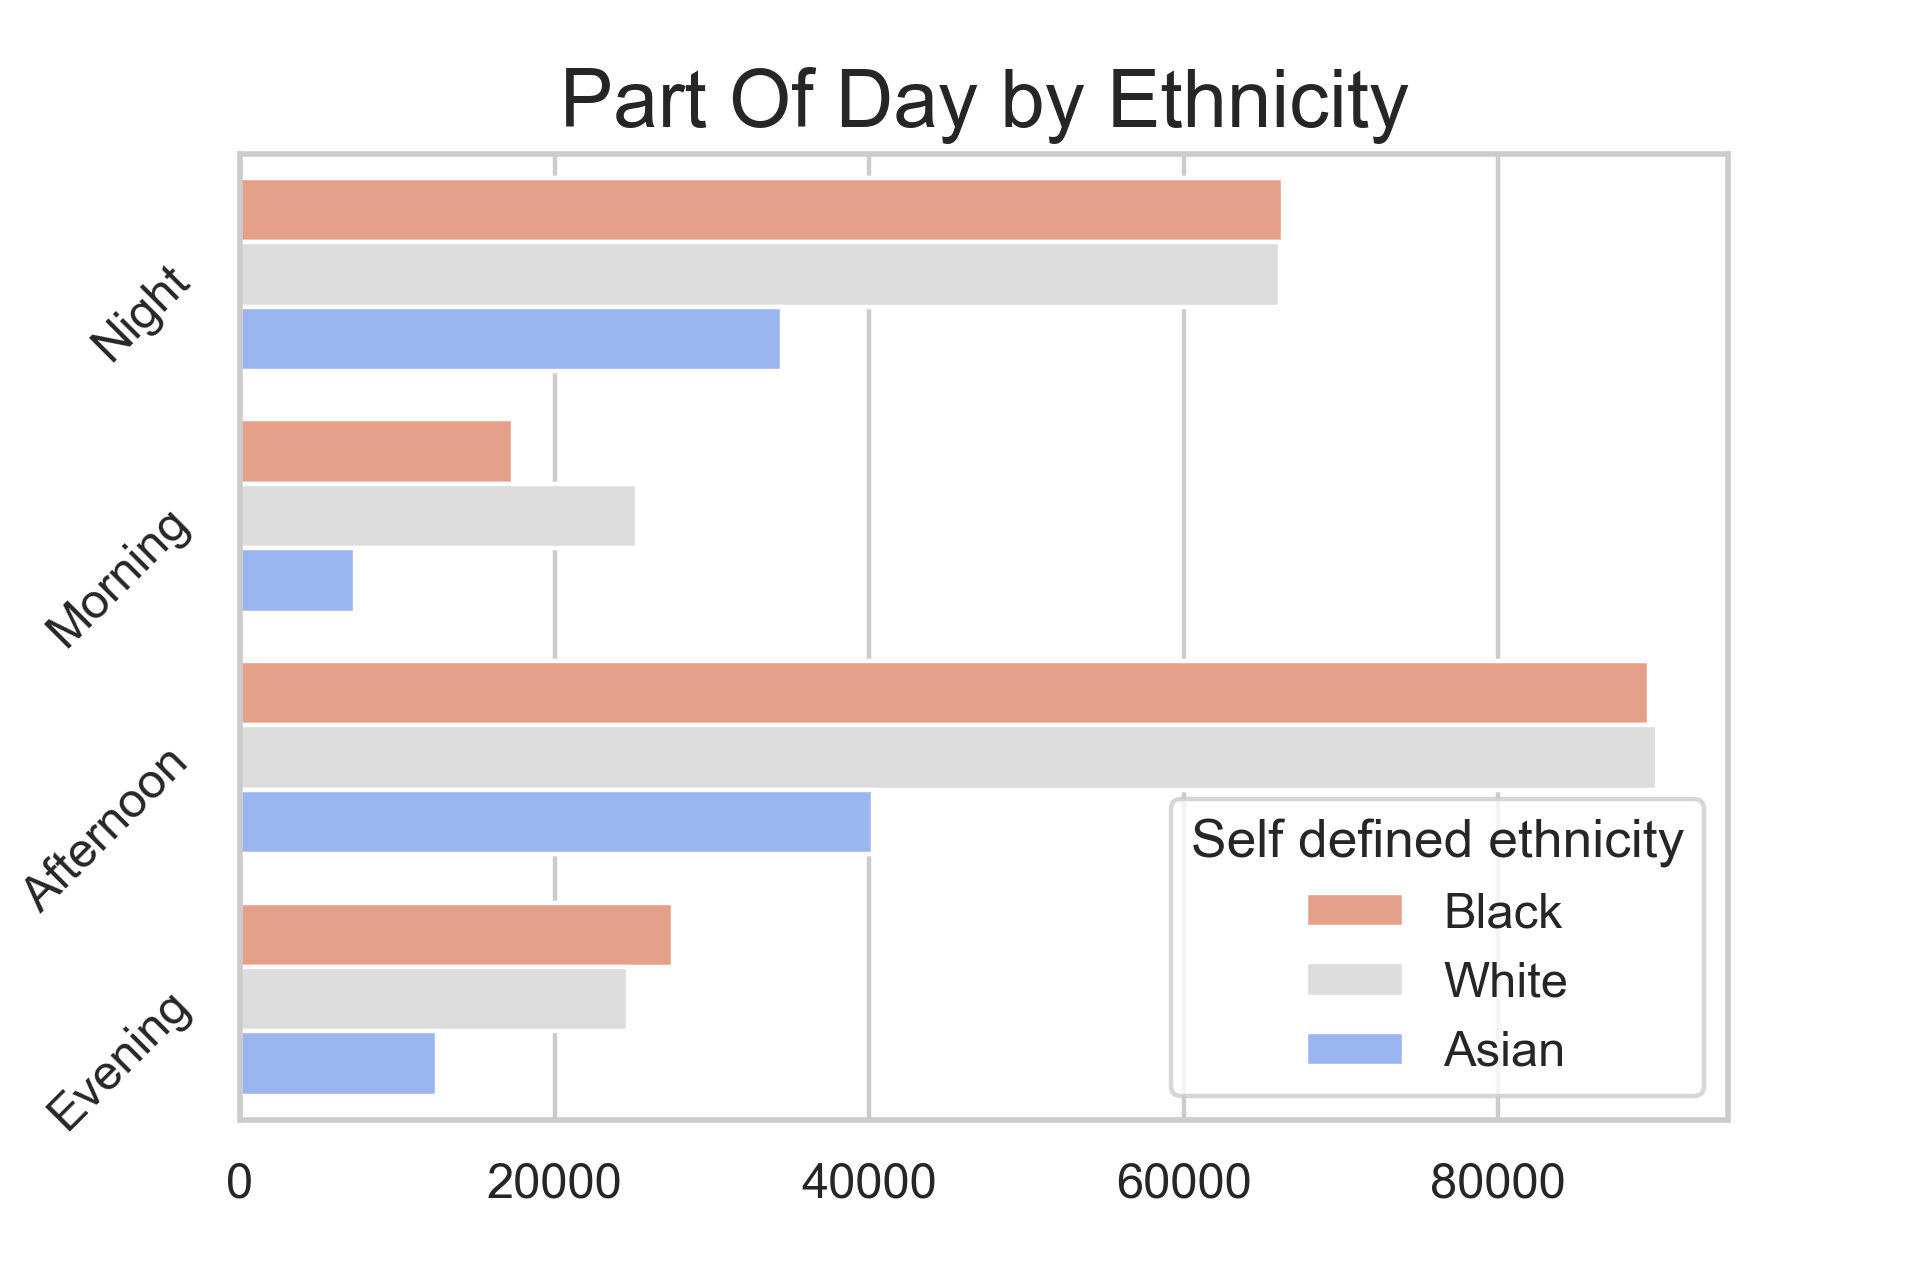 Part Of Day by Ethnicity
Night
Morning
Afternoon
Evening
Self defined ethnicity
Black
White
Asian
0 20000 40000 60000 80000